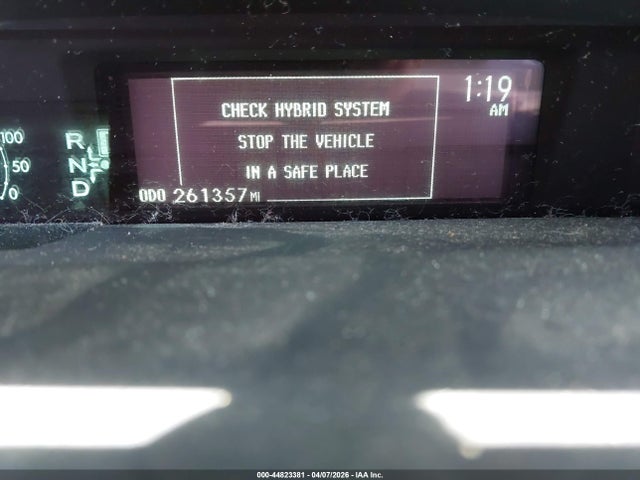 CHECK HYBRID SYSTEM
STOP THE VEHICLE
IN A SAFE PLACE
1:19
AM
ODO 261357 MI
100
50
0
R
N
D
000-44823381 - 04/07/2026 - IAA Inc.